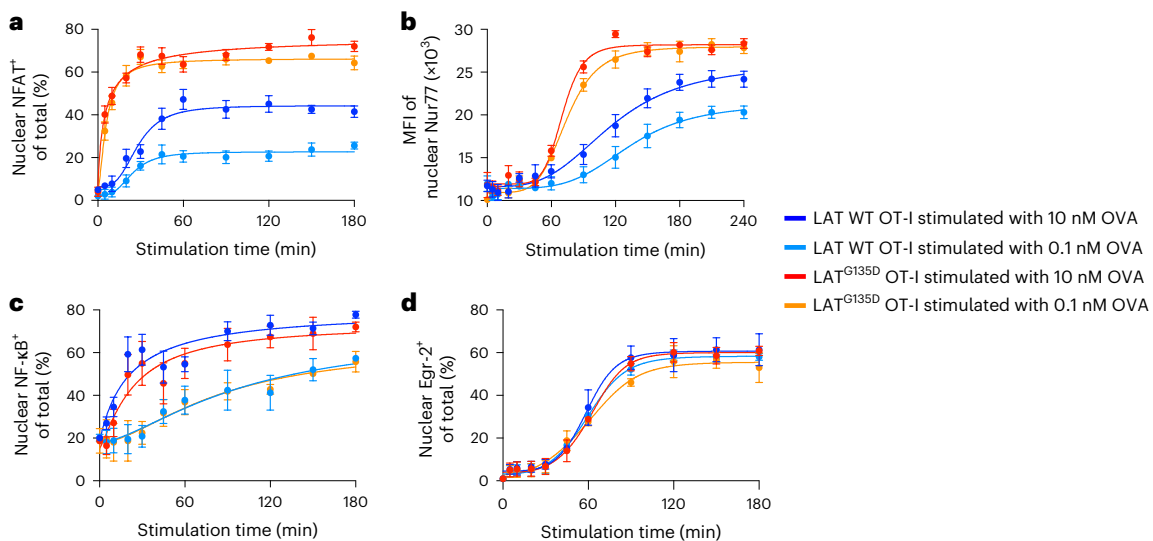 a
Nuclear NFAT⁺
of total (%)
80
60
40
20
0
0 60 120 180
Stimulation time (min)
b
MFI of
nuclear Nur77 (×10³)
30
25
20
15
10
0 60 120 180 240
Stimulation time (min)
c
Nuclear NF-κB⁺
of total (%)
80
60
40
20
0
0 60 120 180
Stimulation time (min)
d
Nuclear Egr-2⁺
of total (%)
80
60
40
20
0
0 60 120 180
Stimulation time (min)
LAT WT OT-I stimulated with 10 nM OVA
LAT WT OT-I stimulated with 0.1 nM OVA
LATᴳ¹³⁵ᴰ OT-I stimulated with 10 nM OVA
LATᴳ¹³⁵ᴰ OT-I stimulated with 0.1 nM OVA